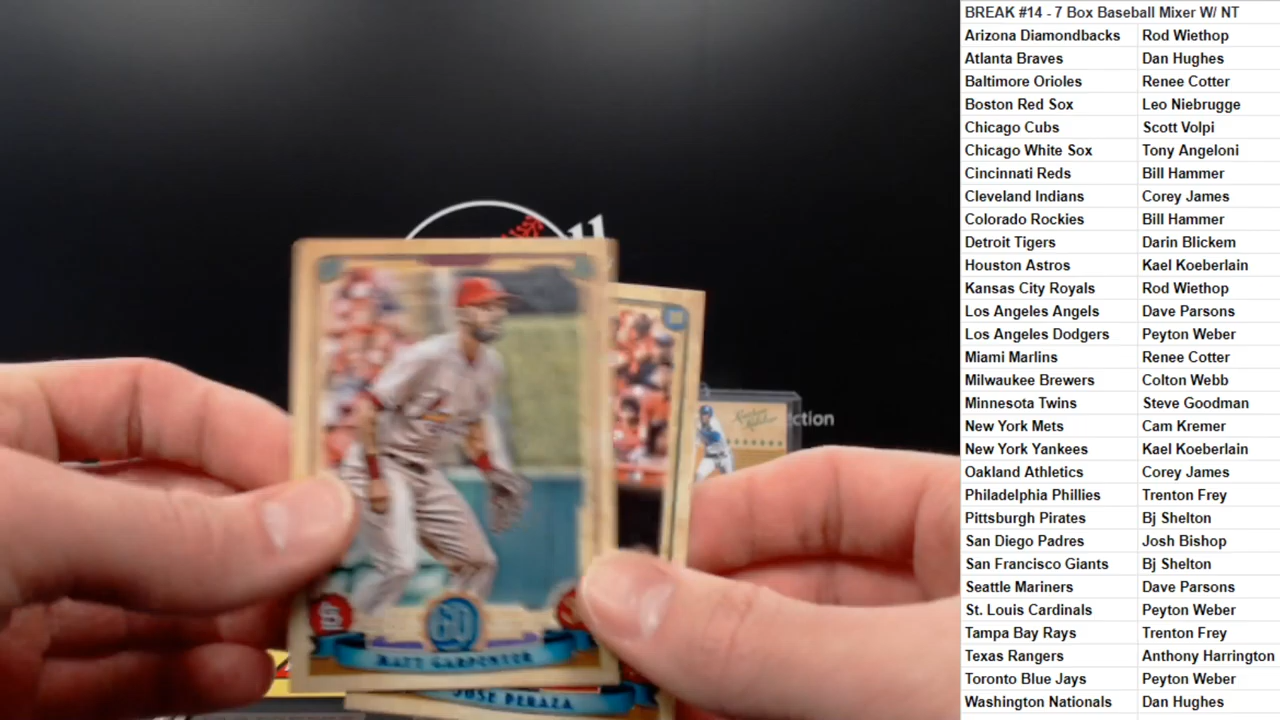 BREAK #14 - 7 Box Baseball Mixer W/ NT
Arizona Diamondbacks Rod Wiethop
Atlanta Braves Dan Hughes
Baltimore Orioles Renee Cotter
Boston Red Sox Leo Niebrugge
Chicago Cubs Scott Volpi
Chicago White Sox Tony Angeloni
Cincinnati Reds Bill Hammer
Cleveland Indians Corey James
Colorado Rockies Bill Hammer
Detroit Tigers Darin Blickem
Houston Astros Kael Koeberlain
Kansas City Royals Rod Wiethop
Los Angeles Angels Dave Parsons
Los Angeles Dodgers Peyton Weber
Miami Marlins Renee Cotter
Milwaukee Brewers Colton Webb
Minnesota Twins Steve Goodman
New York Mets Cam Kremer
New York Yankees Kael Koeberlain
Oakland Athletics Corey James
Philadelphia Phillies Trenton Frey
Pittsburgh Pirates Bj Shelton
San Diego Padres Josh Bishop
San Francisco Giants Bj Shelton
Seattle Mariners Dave Parsons
St. Louis Cardinals Peyton Weber
Tampa Bay Rays Trenton Frey
Texas Rangers Anthony Harrington
Toronto Blue Jays Peyton Weber
Washington Nationals Dan Hughes
ction
GQ
MATT CARPENTER
JOSE PERAZA